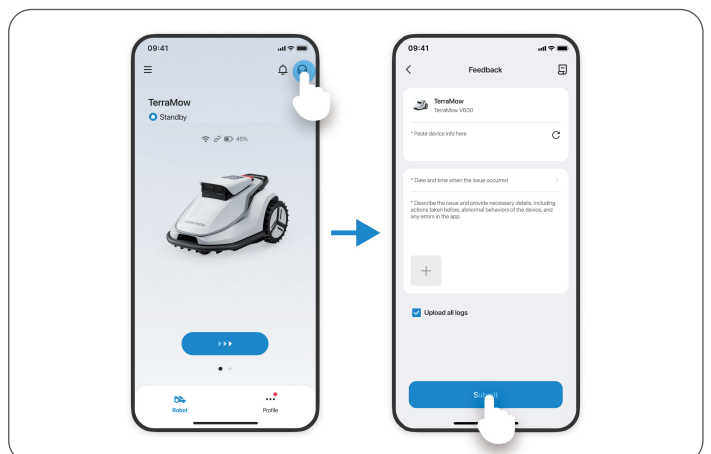 09:41
TerraMow
Standby
45%
Robot
Profile
09:41
Feedback
TerraMow
TerraMow V600
* Paste device info here
* Date and time when the issue occurred
* Describe the issue and provide necessary details, including
actions taken before, abnormal behaviors of the device, and
any errors in the app.
Upload all logs
Submit